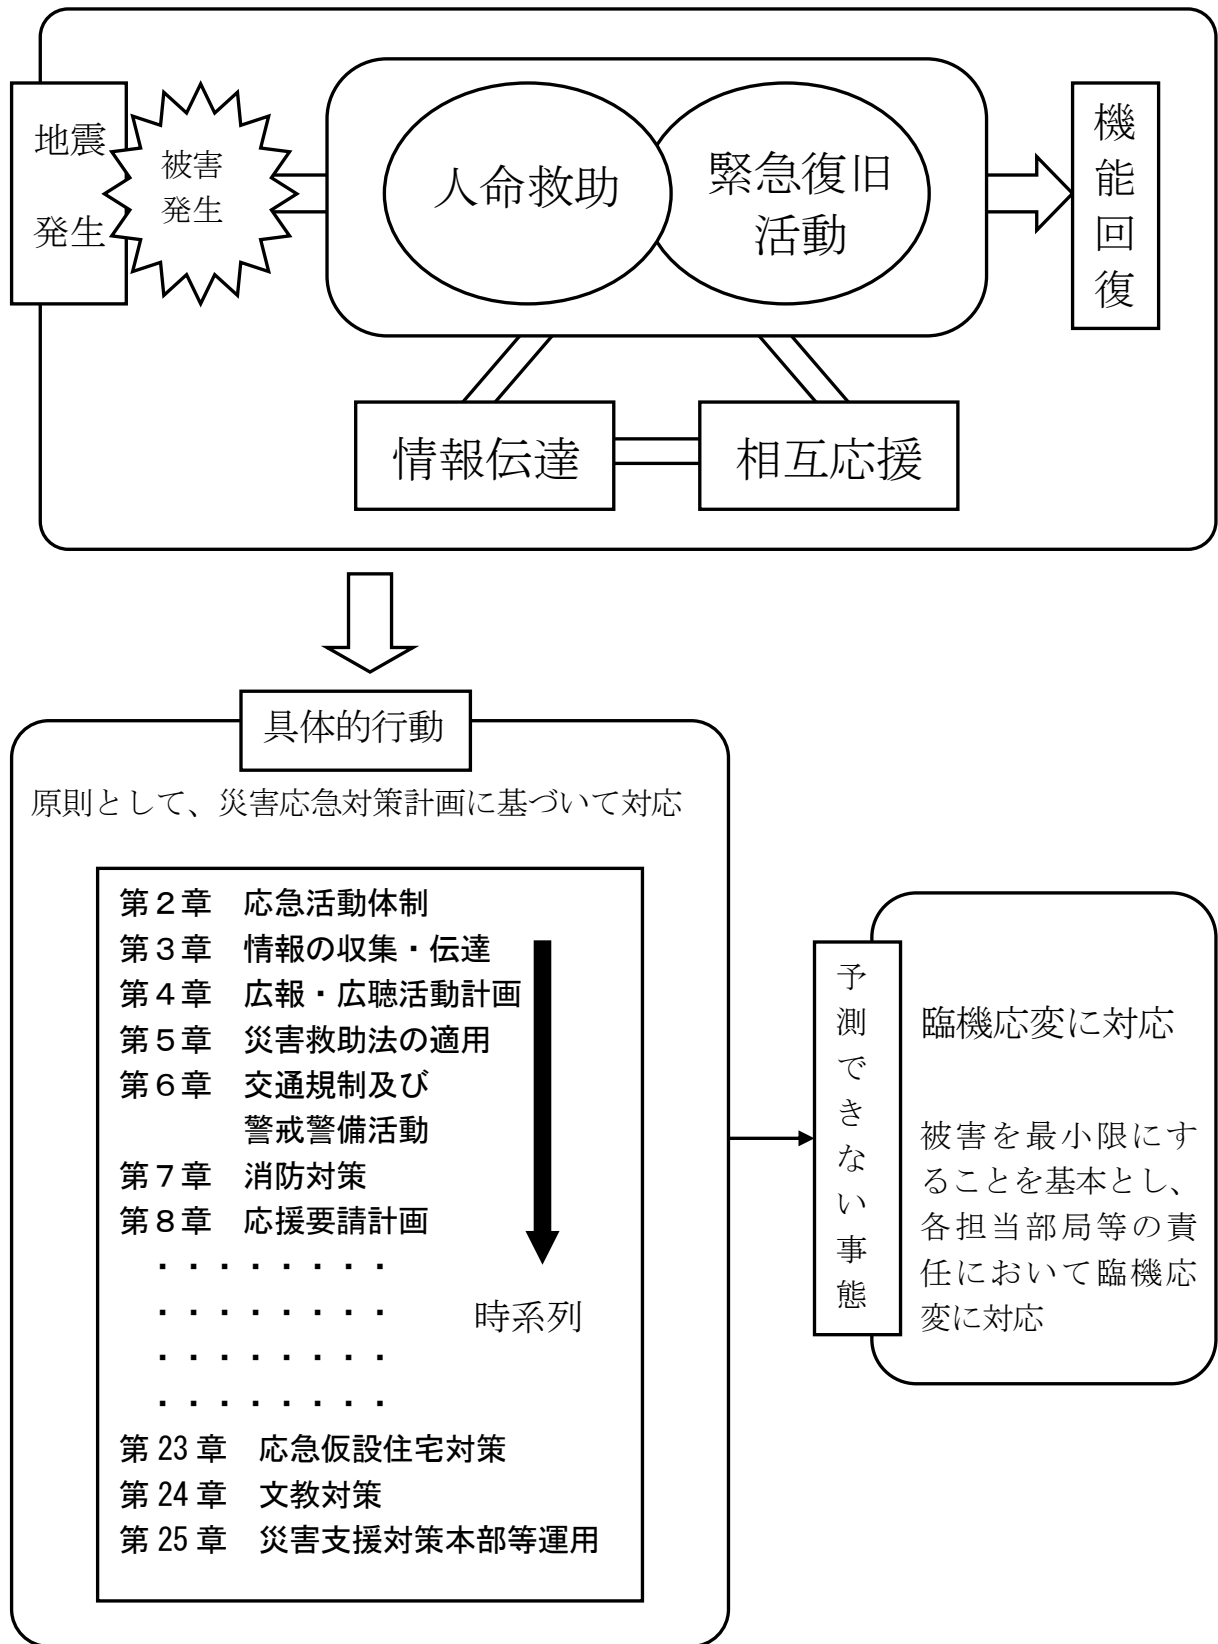 地震
発生
被害
発生
人命救助
緊急復旧
活動
機能回復
情報伝達
相互応援
具体的行動
原則として、災害応急対策計画に基づいて対応
第２章　応急活動体制
第３章　情報の収集・伝達
第４章　広報・広聴活動計画
第５章　災害救助法の適用
第６章　交通規制及び
警戒警備活動
第７章　消防対策
第８章　応援要請計画
・・・・・・・・
・・・・・・・・
・・・・・・・・
・・・・・・・・
時系列
第 23 章　応急仮設住宅対策
第 24 章　文教対策
第 25 章　災害支援対策本部等運用
予測できない事態
臨機応変に対応
被害を最小限にす
ることを基本とし、
各担当部局等の責
任において臨機応
変に対応